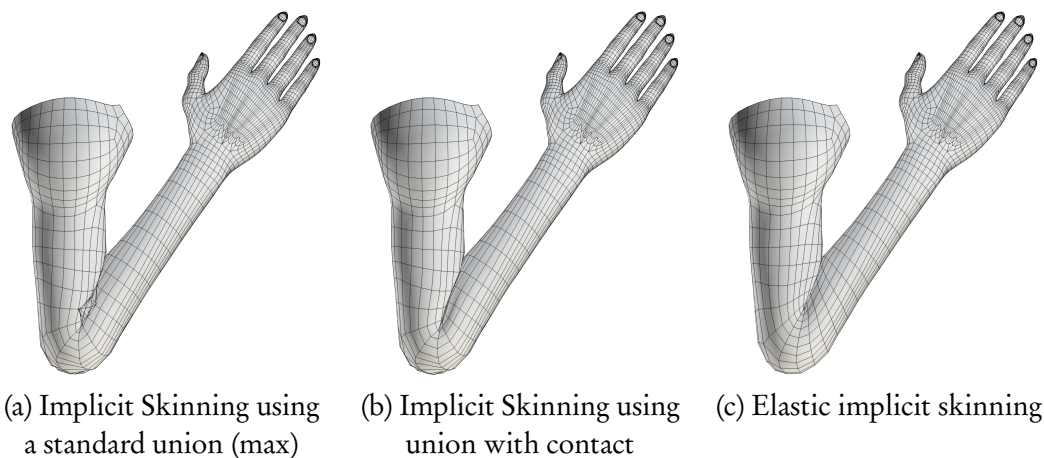 (a) Implicit Skinning using
a standard union (max)
(b) Implicit Skinning using
union with contact
(c) Elastic implicit skinning